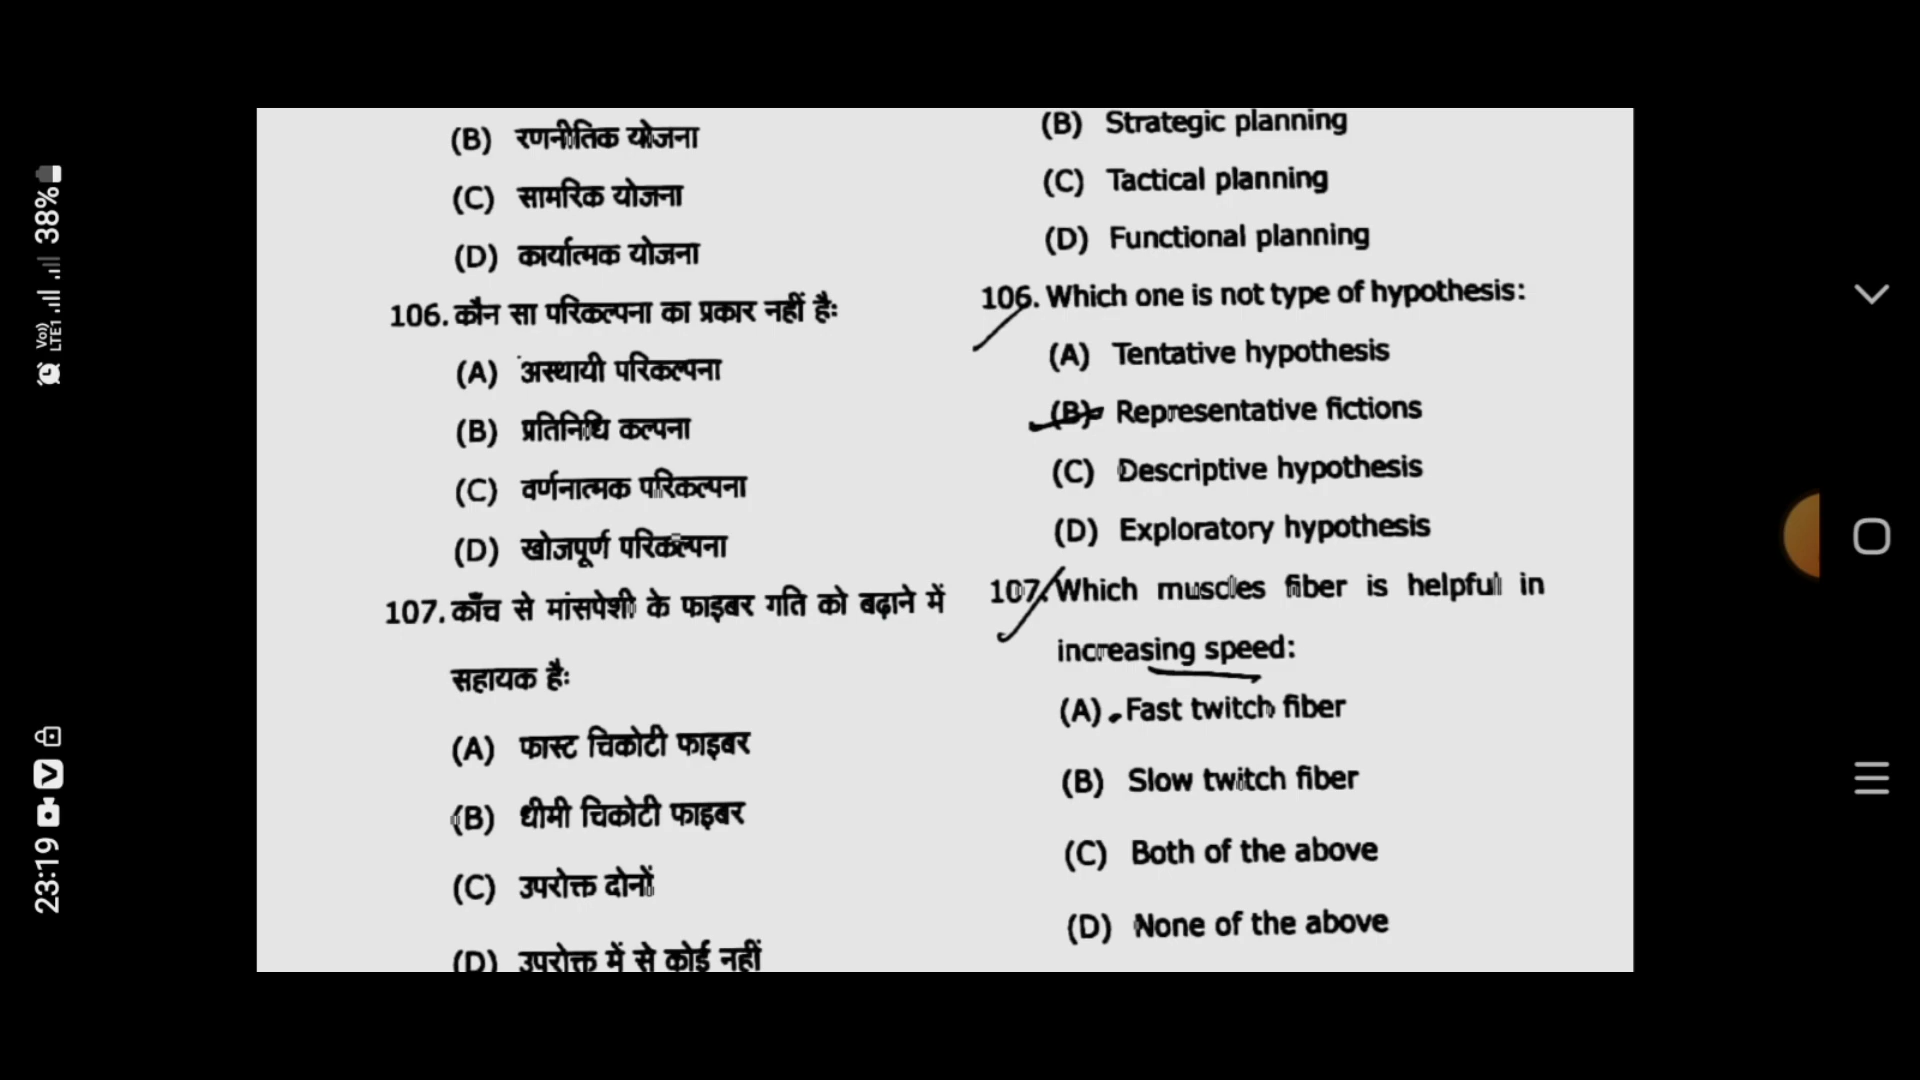 (B) रणनीतिक योजना
(C) सामरिक योजना
(D) कार्यात्मक योजना
106. कौन सा परिकल्पना का प्रकार नहीं हैः
(A) अस्थायी परिकल्पना
(B) प्रतिनिधि कल्पना
(C) वर्णनात्मक परिकल्पना
(D) खोजपूर्ण परिकल्पना
107. काँच से मांसपेशी के फाइबर गति को बढ़ाने में
सहायक हैः
(A) फास्ट चिकोटी फाइबर
(B) धीमी चिकोटी फाइबर
(C) उपरोक्त दोनों
(D) उपरोक्त में से कोई नहीं
(B) Strategic planning
(C) Tactical planning
(D) Functional planning
106. Which one is not type of hypothesis:
(A) Tentative hypothesis
(B) Representative fictions
(C) Descriptive hypothesis
(D) Exploratory hypothesis
107. Which muscles fiber is helpful in
increasing speed:
(A) Fast twitch fiber
(B) Slow twitch fiber
(C) Both of the above
(D) None of the above
23:19
Vo)) LTE1 38%